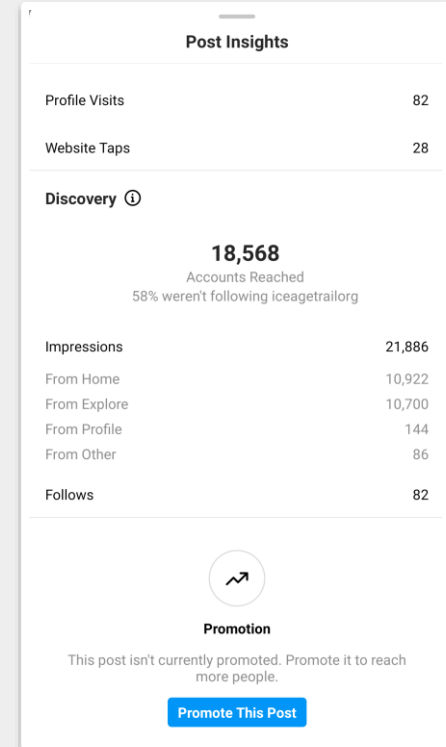 Post Insights
Profile Visits 82
Website Taps 28
Discovery
18,568
Accounts Reached
58% weren't following iceagetrailorg
Impressions 21,886
From Home 10,922
From Explore 10,700
From Profile 144
From Other 86
Follows 82
Promotion
This post isn't currently promoted. Promote it to reach
more people.
Promote This Post